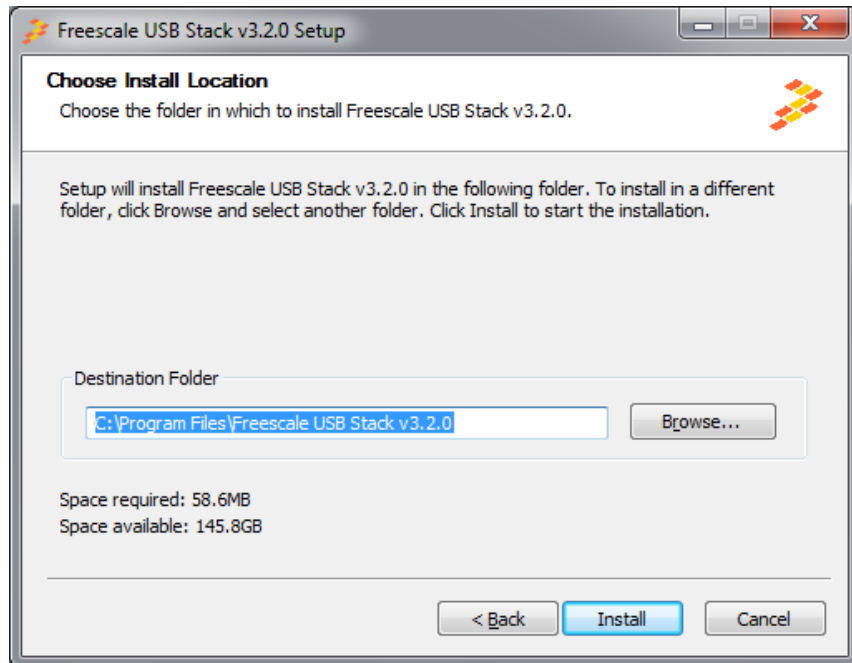 Freescale USB Stack v3.2.0 Setup
Choose Install Location
Choose the folder in which to install Freescale USB Stack v3.2.0.
Setup will install Freescale USB Stack v3.2.0 in the following folder. To install in a different
folder, click Browse and select another folder. Click Install to start the installation.
Destination Folder
C:\Program Files\Freescale USB Stack v3.2.0
Browse...
Space required: 58.6MB
Space available: 145.8GB
< Back
Install
Cancel